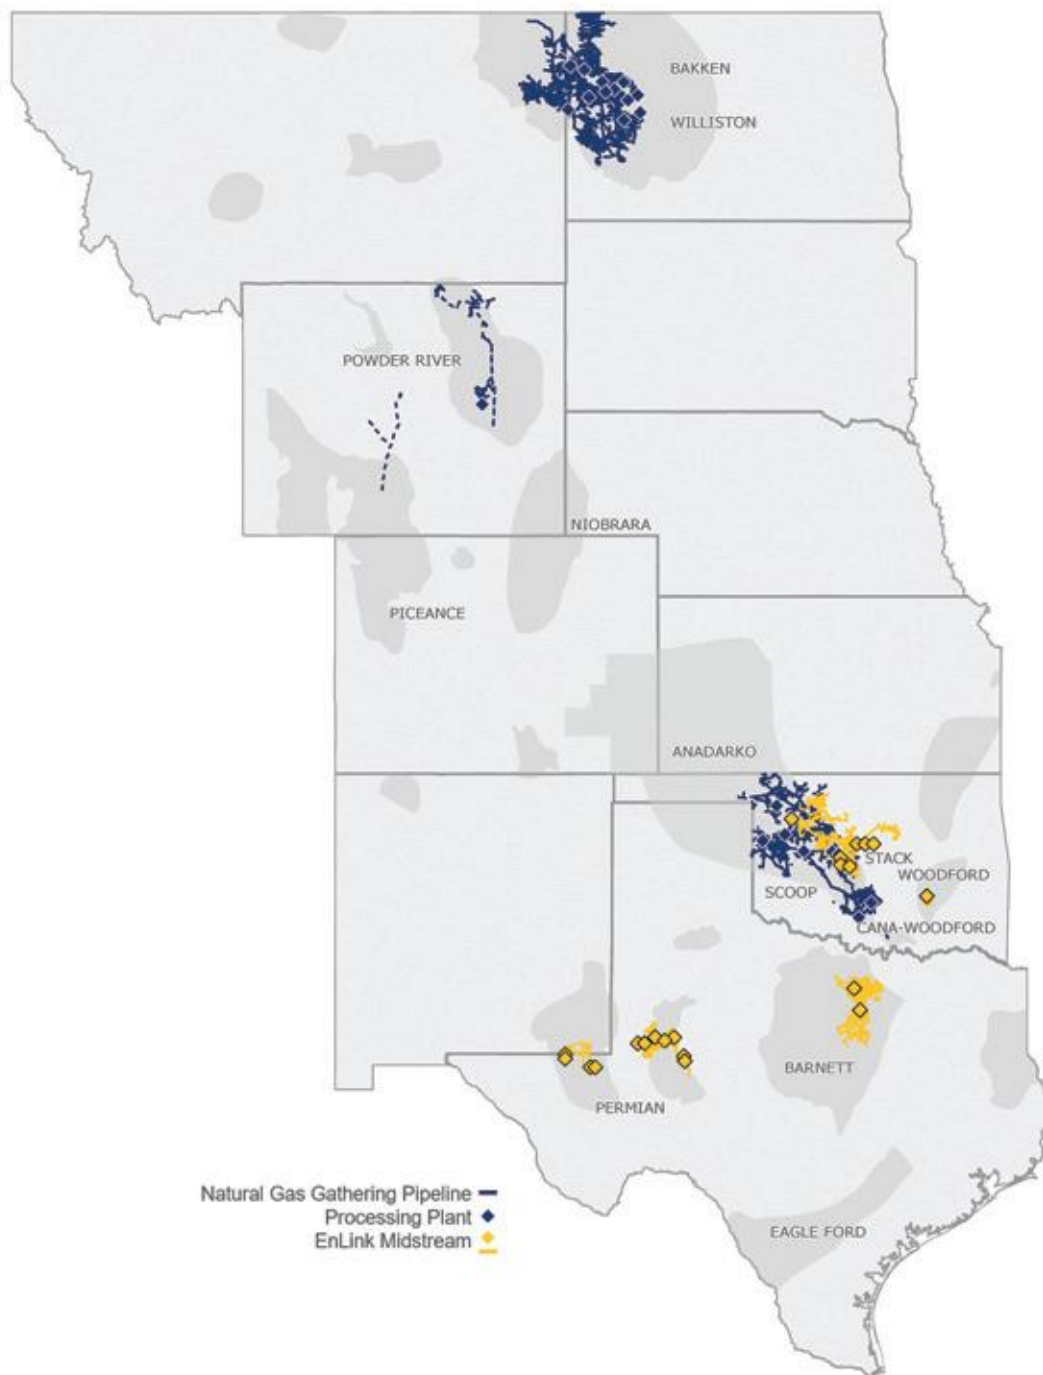 BAKKEN
WILLISTON
POWDER RIVER
NIOBRARA
PICEANCE
ANADARKO
STACK
WOODFORD
SCOOP
CANA-WOODFORD
BARNETT
PERMIAN
Natural Gas Gathering Pipeline
Processing Plant
EnLink Midstream
EAGLE FORD